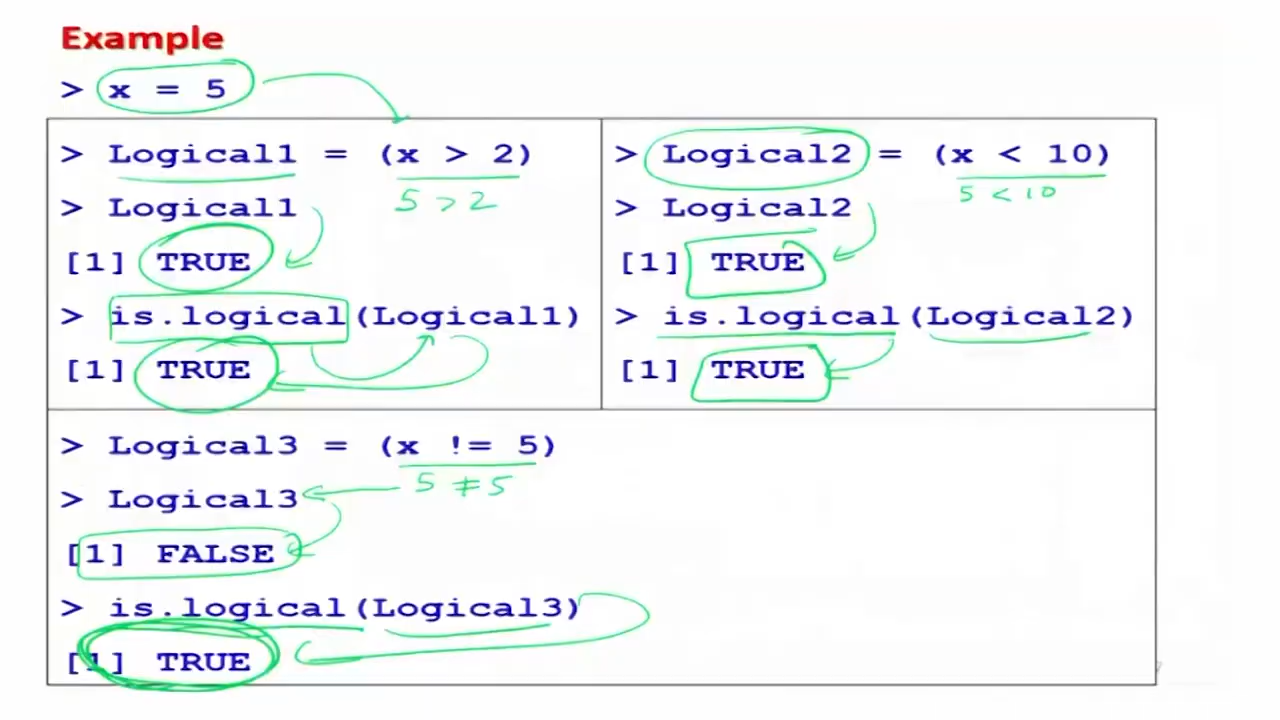 Example
> x = 5
> Logical1 = (x > 2)
5 > 2
> Logical1
[1] TRUE
> is.logical(Logical1)
[1] TRUE
> Logical2 = (x < 10)
5 < 10
> Logical2
[1] TRUE
> is.logical(Logical2)
[1] TRUE
> Logical3 = (x != 5)
5 ≠ 5
> Logical3
[1] FALSE
> is.logical(Logical3)
[1] TRUE